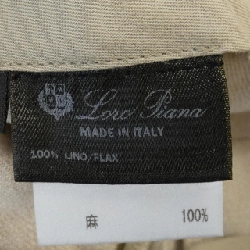 Loro Piana
MADE IN ITALY
100% LINO/FLAX
麻 100%